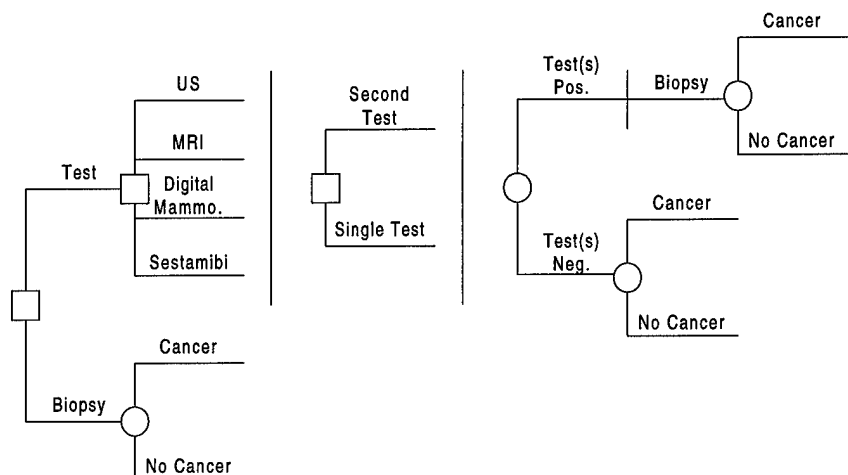 US
MRI
Test
Digital
Mammo.
Sestamibi
Biopsy
Cancer
No Cancer
Second
Test
Single Test
Test(s)
Pos.
Biopsy
Cancer
No Cancer
Test(s)
Neg.
Cancer
No Cancer